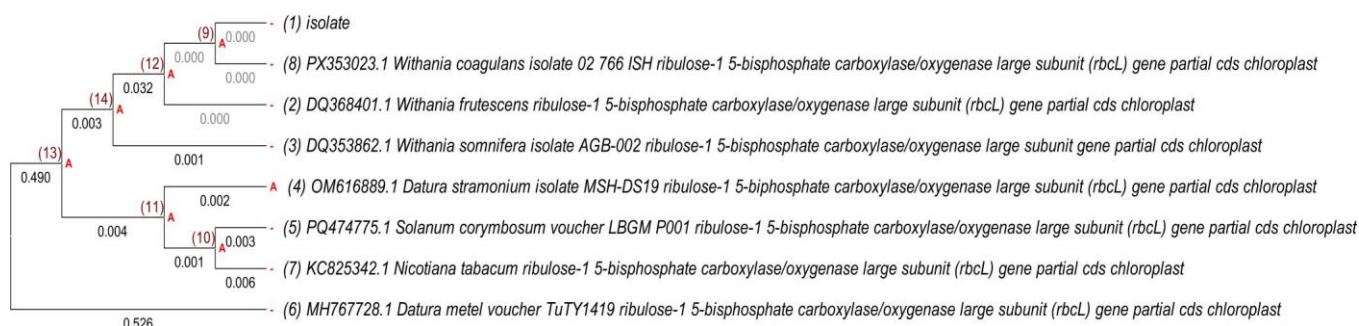 (1) isolate
(9) A 0.000 -
0.000
(8) PX353023.1 Withania coagulans isolate 02 766 ISH ribulose-1 5-bisphosphate carboxylase/oxygenase large subunit (rbcL) gene partial cds chloroplast
(12) A 0.000 -
0.032
(2) DQ368401.1 Withania frutescens ribulose-1 5-bisphosphate carboxylase/oxygenase large subunit (rbcL) gene partial cds chloroplast
(14) A 0.000 -
0.003
(3) DQ353862.1 Withania somnifera isolate AGB-002 ribulose-1 5-bisphosphate carboxylase/oxygenase large subunit gene partial cds chloroplast
(13) A 0.001 -
0.490
A (4) OM616889.1 Datura stramonium isolate MSH-DS19 ribulose-1 5-biphosphate carboxylase/oxygenase large subunit (rbcL) gene partial cds chloroplast
(11) A 0.002
0.004
- (5) PQ474775.1 Solanum corymbosum voucher LBGM P001 ribulose-1 5-bisphosphate carboxylase/oxygenase large subunit (rbcL) gene partial cds chloroplast
(10) A 0.003
0.001
- (7) KC825342.1 Nicotiana tabacum ribulose-1 5-bisphosphate carboxylase/oxygenase large subunit (rbcL) gene partial cds chloroplast
0.006
- (6) MH767728.1 Datura metel voucher TuTY1419 ribulose-1 5-bisphosphate carboxylase/oxygenase large subunit (rbcL) gene partial cds chloroplast
0.526